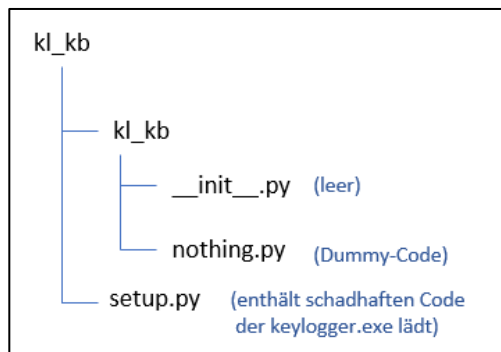 kl_kb
kl_kb
__init__.py (leer)
nothing.py (Dummy-Code)
setup.py (enthält schadhaften Code
der keylogger.exe lädt)